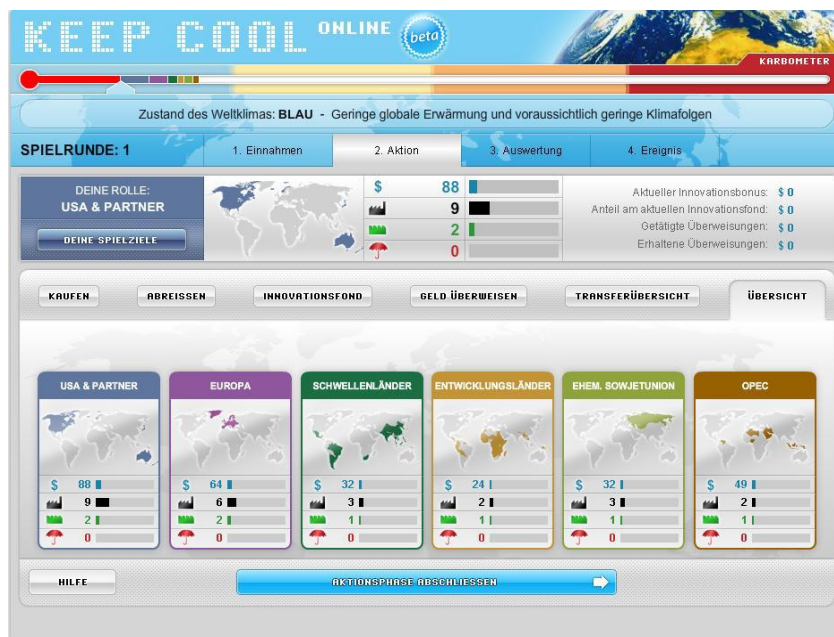 KEEP COOL ONLINE beta
KARBOMETER
Zustand des Weltklimas: BLAU - Geringe globale Erwärmung und voraussichtlich geringe Klimafolgen
SPIELRUNDE: 1 1. Einnahmen 2. Aktion 3. Auswertung 4. Ereignis
DEINE ROLLE:
USA & PARTNER
DEINE SPIELZIELE
$ 88
9
2
0
Aktueller Innovationsbonus: $ 0
Anteil am aktuellen Innovationsfond: $ 0
Getätigte Überweisungen: $ 0
Erhaltene Überweisungen: $ 0
KAUFEN ABREISSEN INNOVATIONSFOND GELD ÜBERWEISEN TRANSFERÜBERSICHT ÜBERSICHT
USA & PARTNER
$ 88
9
2
0
EUROPA
$ 64
6
2
0
SCHWELLENLÄNDER
$ 32
3
1
0
ENTWICKLUNGSLÄNDER
$ 24
2
1
0
EHEM. SOWJETUNION
$ 32
3
1
0
OPEC
$ 49
2
1
0
HILFE AKTIONSPHASE ABSCHLIESSEN